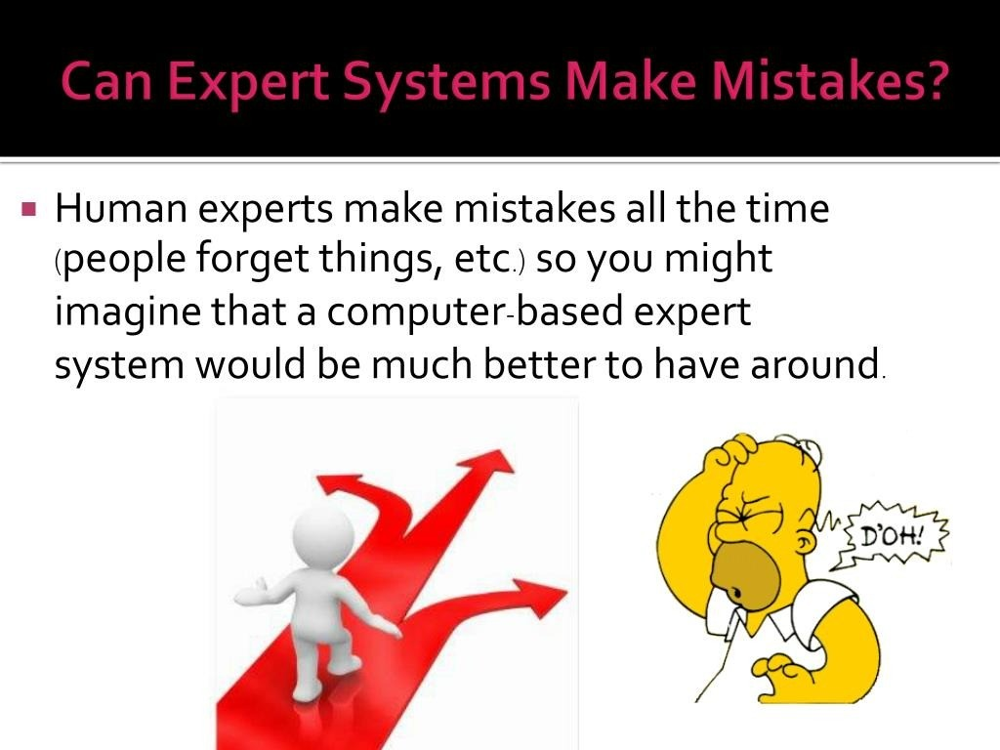 Can Expert Systems Make Mistakes?
Human experts make mistakes all the time
(people forget things, etc.) so you might
imagine that a computer-based expert
system would be much better to have around.
D'OH!